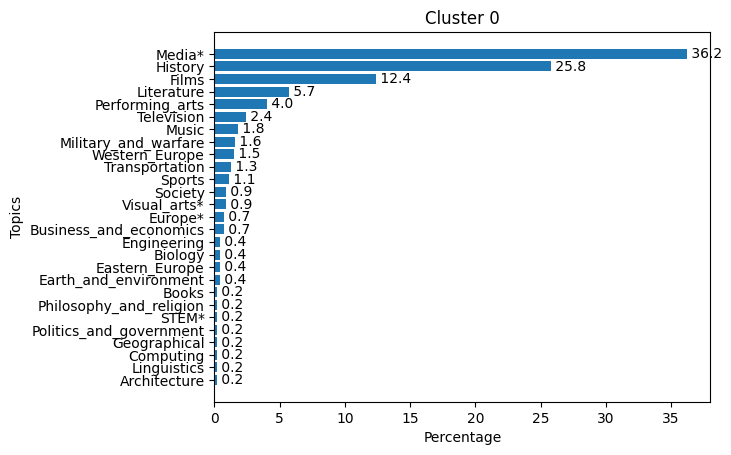 Cluster 0
Topics
Media* 36.2
History 25.8
Films 12.4
Literature 5.7
Performing_arts 4.0
Television 2.4
Music 1.8
Military_and_warfare 1.6
Western_Europe 1.5
Transportation 1.3
Sports 1.1
Society 0.9
Visual_arts* 0.9
Europe* 0.7
Business_and_economics 0.7
Engineering 0.4
Biology 0.4
Eastern_Europe 0.4
Earth_and_environment 0.4
Books 0.2
Philosophy_and_religion 0.2
STEM* 0.2
Politics_and_government 0.2
Geographical 0.2
Computing 0.2
Linguistics 0.2
Architecture 0.2
0 5 10 15 20 25 30 35
Percentage